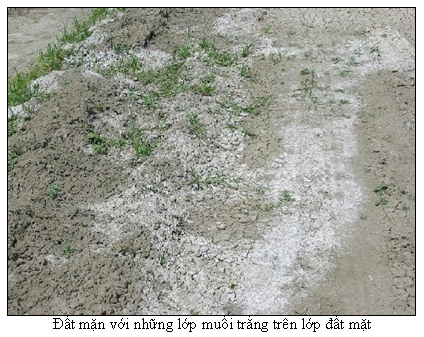 Đất mặn với những lớp muối trắng trên lớp đất mặt